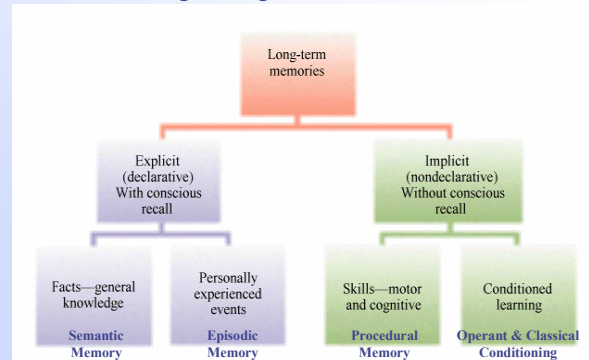 Long-term
memories
Explicit
(declarative)
With conscious
recall
Implicit
(nondeclarative)
Without conscious
recall
Facts—general
knowledge
Semantic
Memory
Personally
experienced
events
Episodic
Memory
Skills—motor
and cognitive
Procedural
Memory
Conditioned
learning
Operant & Classical
Conditioning